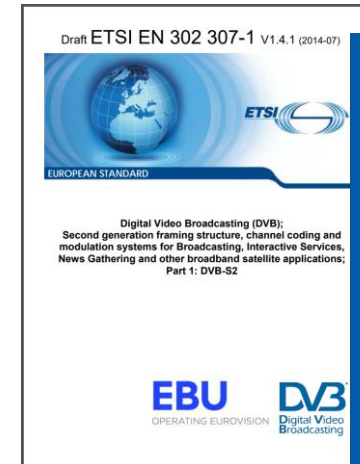 Draft ETSI EN 302 307-1 V1.4.1 (2014-07)
ETSI
EUROPEAN STANDARD
Digital Video Broadcasting (DVB);
Second generation framing structure, channel coding and
modulation systems for Broadcasting, Interactive Services,
News Gathering and other broadband satellite applications;
Part 1: DVB-S2
EBU
OPERATING EUROVISION
DVB
Digital Video
Broadcasting